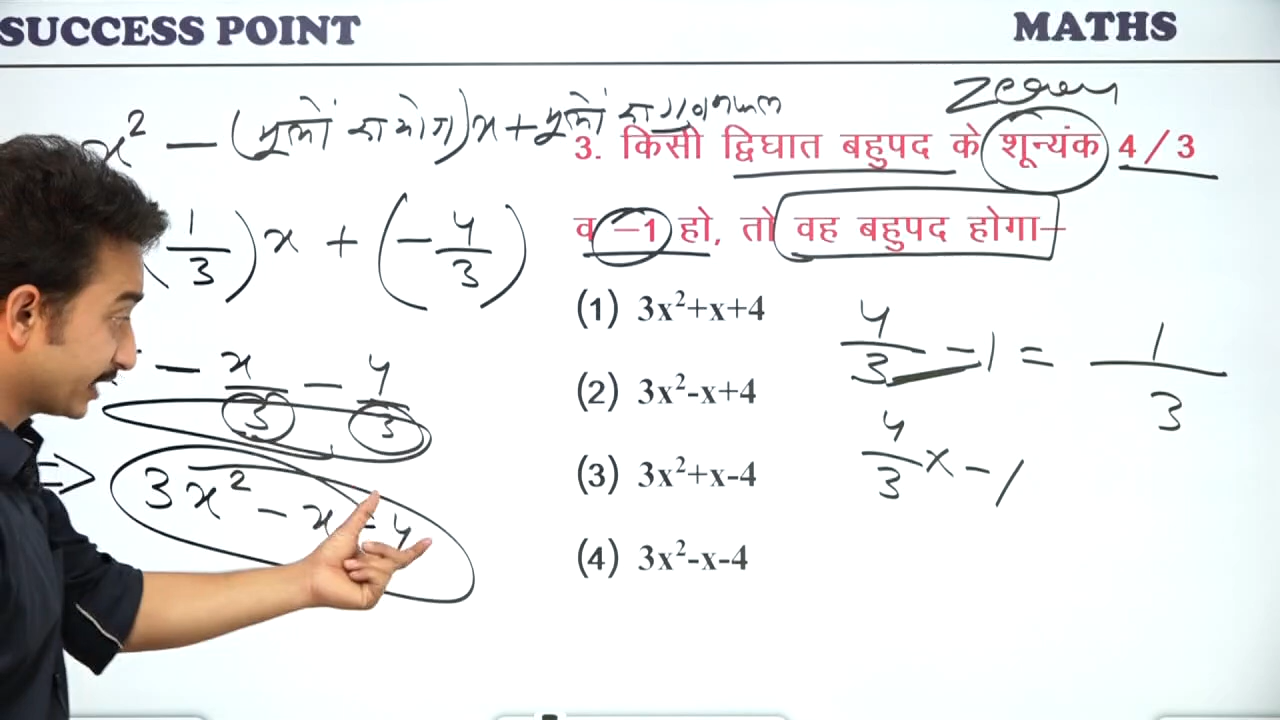 SUCCESS POINT
MATHS
x² – (मूलों का योग)x + मूलों का गुणनफल
1/3)x + (–4/3)
– x/3 – 4/3
=> 3x² – x – 4
3. किसी द्विघात बहुपद के शून्यंक 4 / 3
व –1 हो, तो वह बहुपद होगा–
(1) 3x²+x+4
(2) 3x²-x+4
(3) 3x²+x-4
(4) 3x²-x-4
4/3 – 1 = 1/3
4/3 x – 1